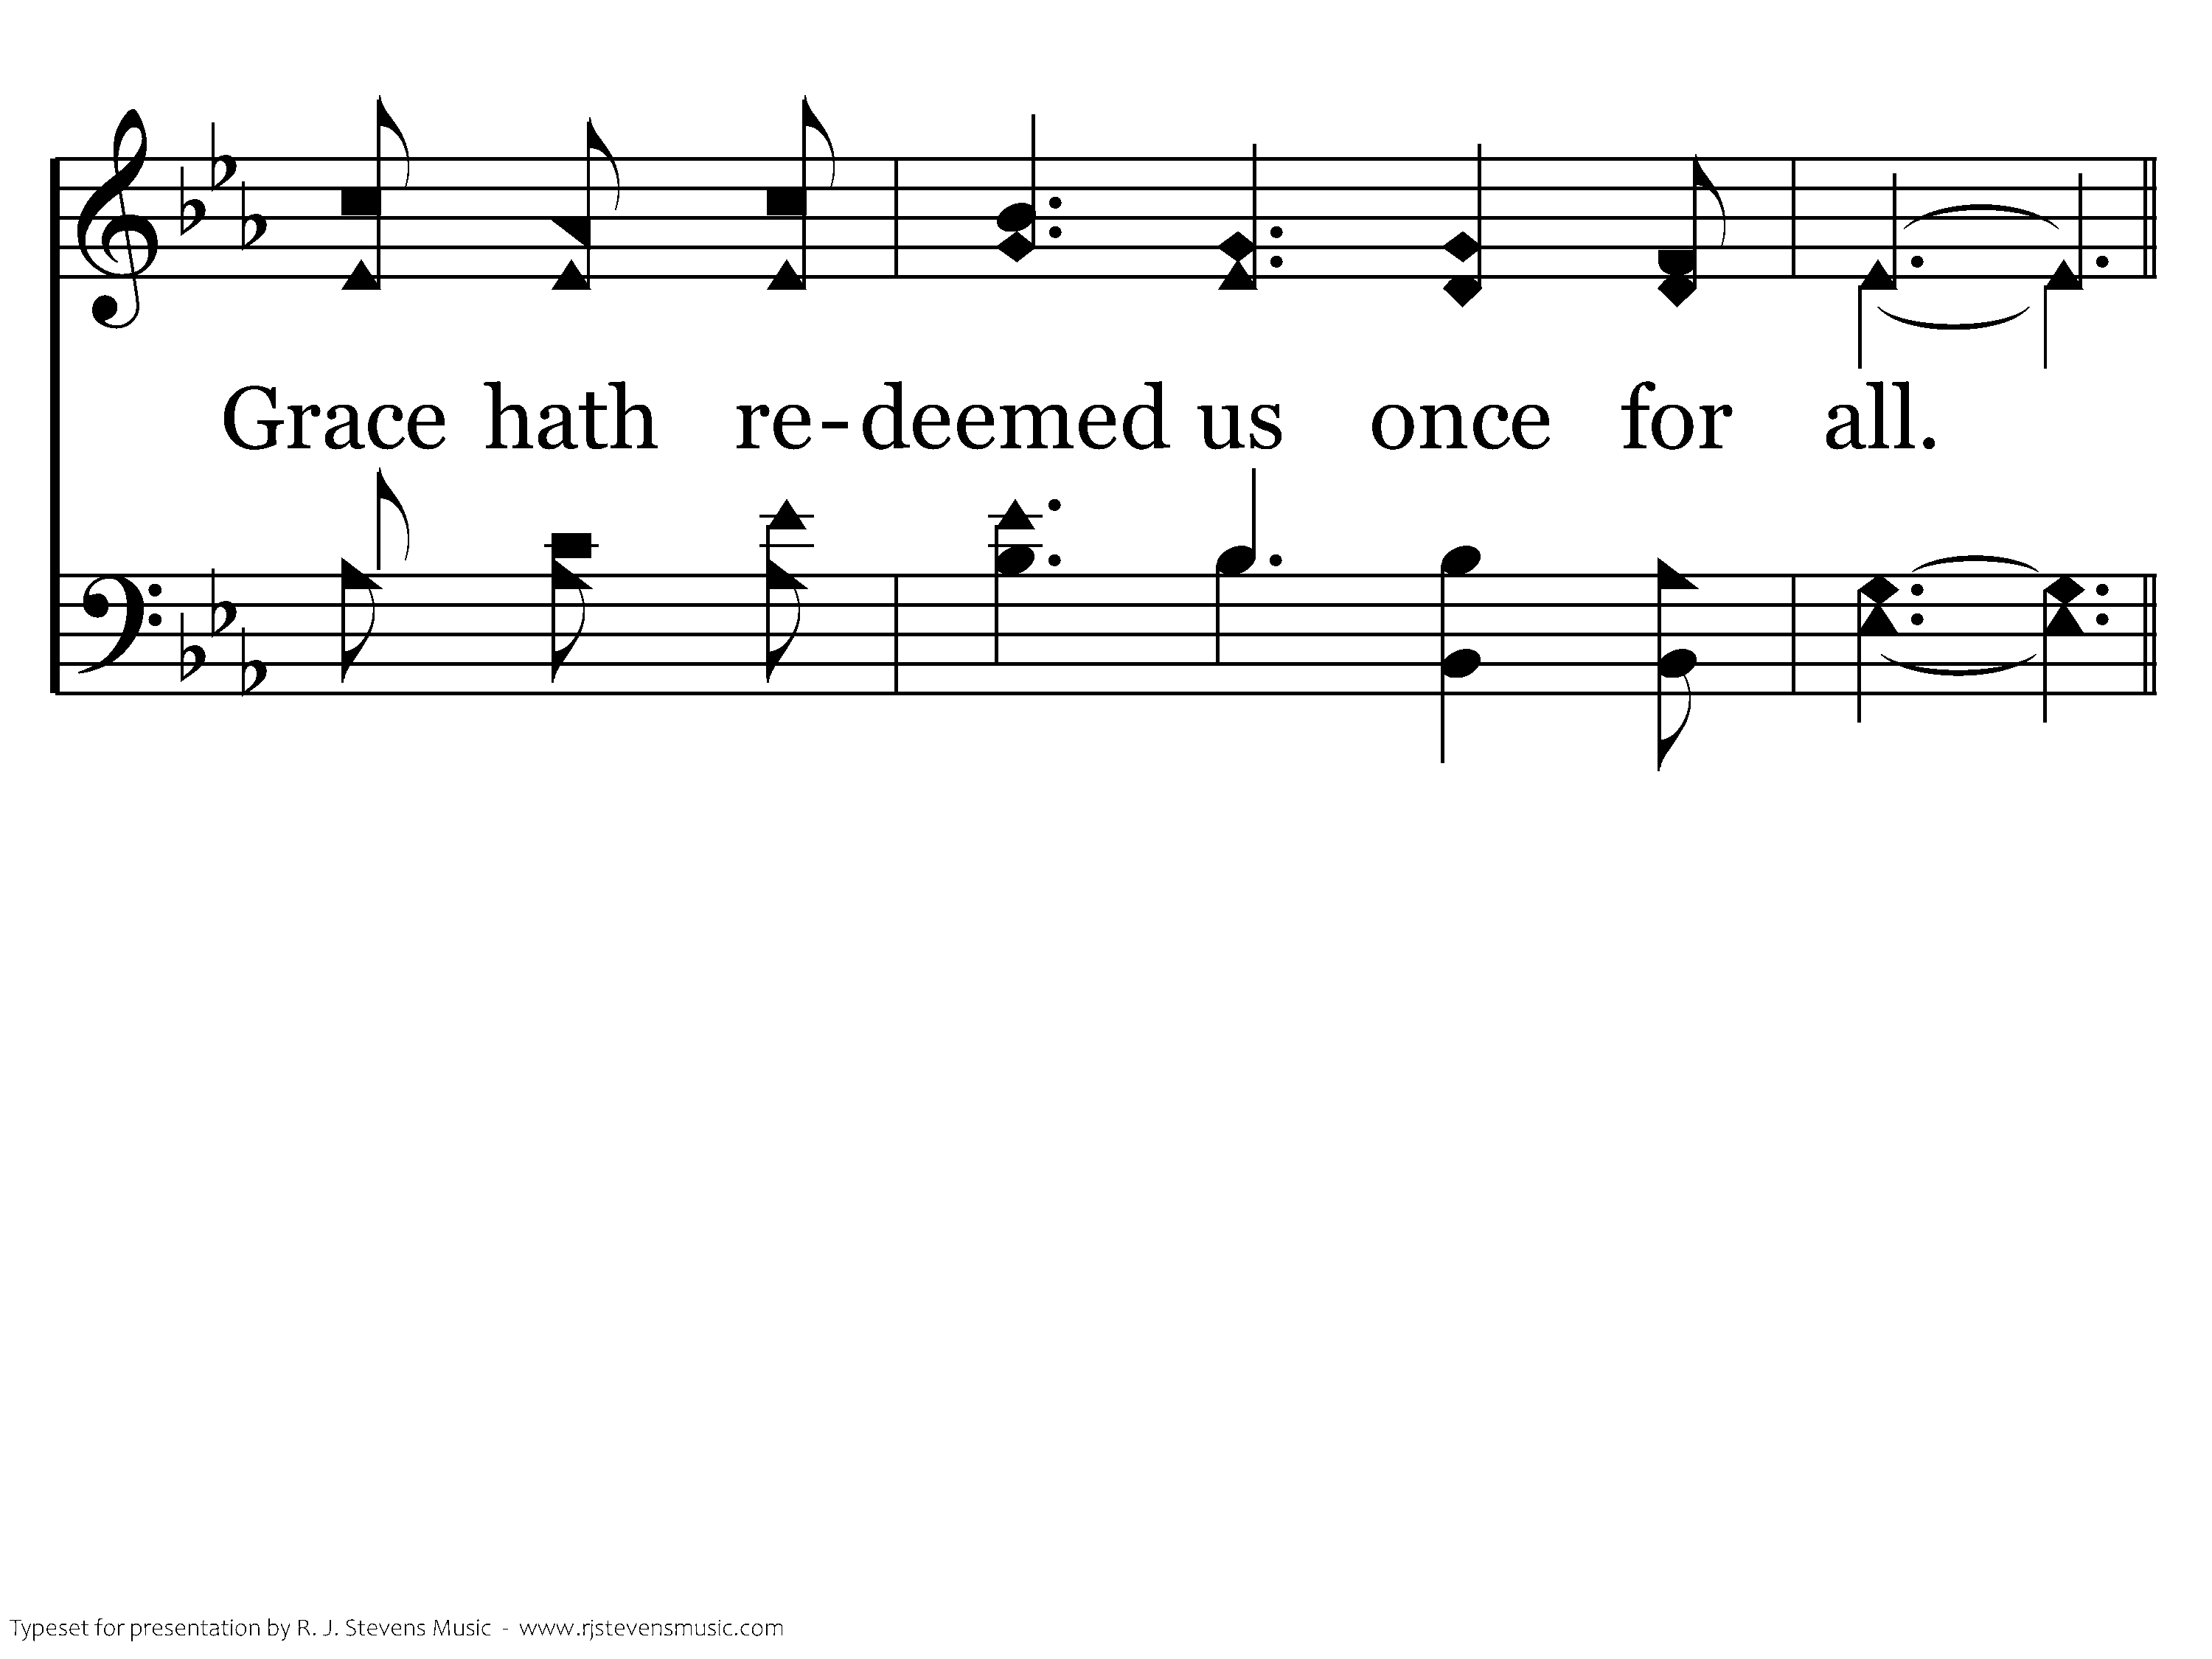 Grace hath re-deemed us once for all.
Typeset for presentation by R. J. Stevens Music - www.rjstevensmusic.com